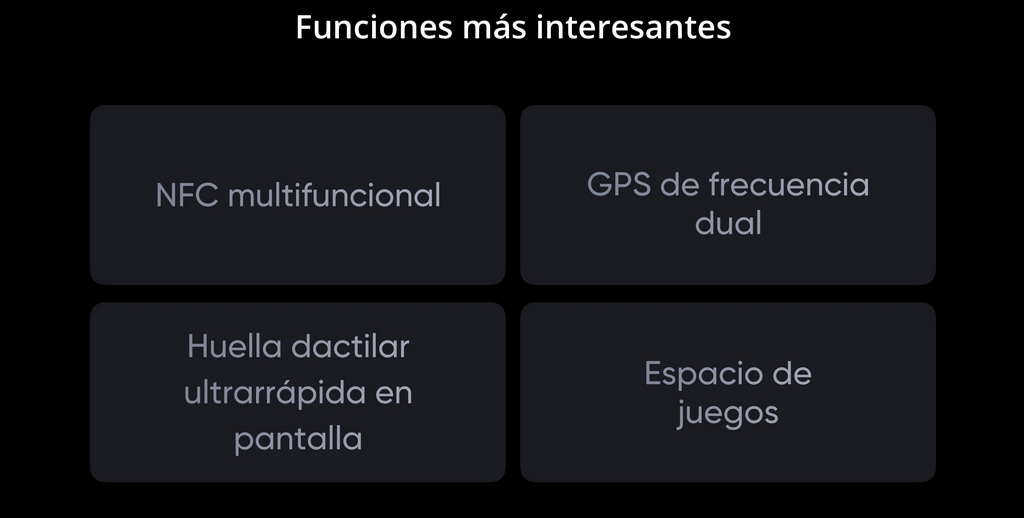 Funciones más interesantes
NFC multifuncional
GPS de frecuencia
dual
Huella dactilar
ultrarrápida en
pantalla
Espacio de
juegos